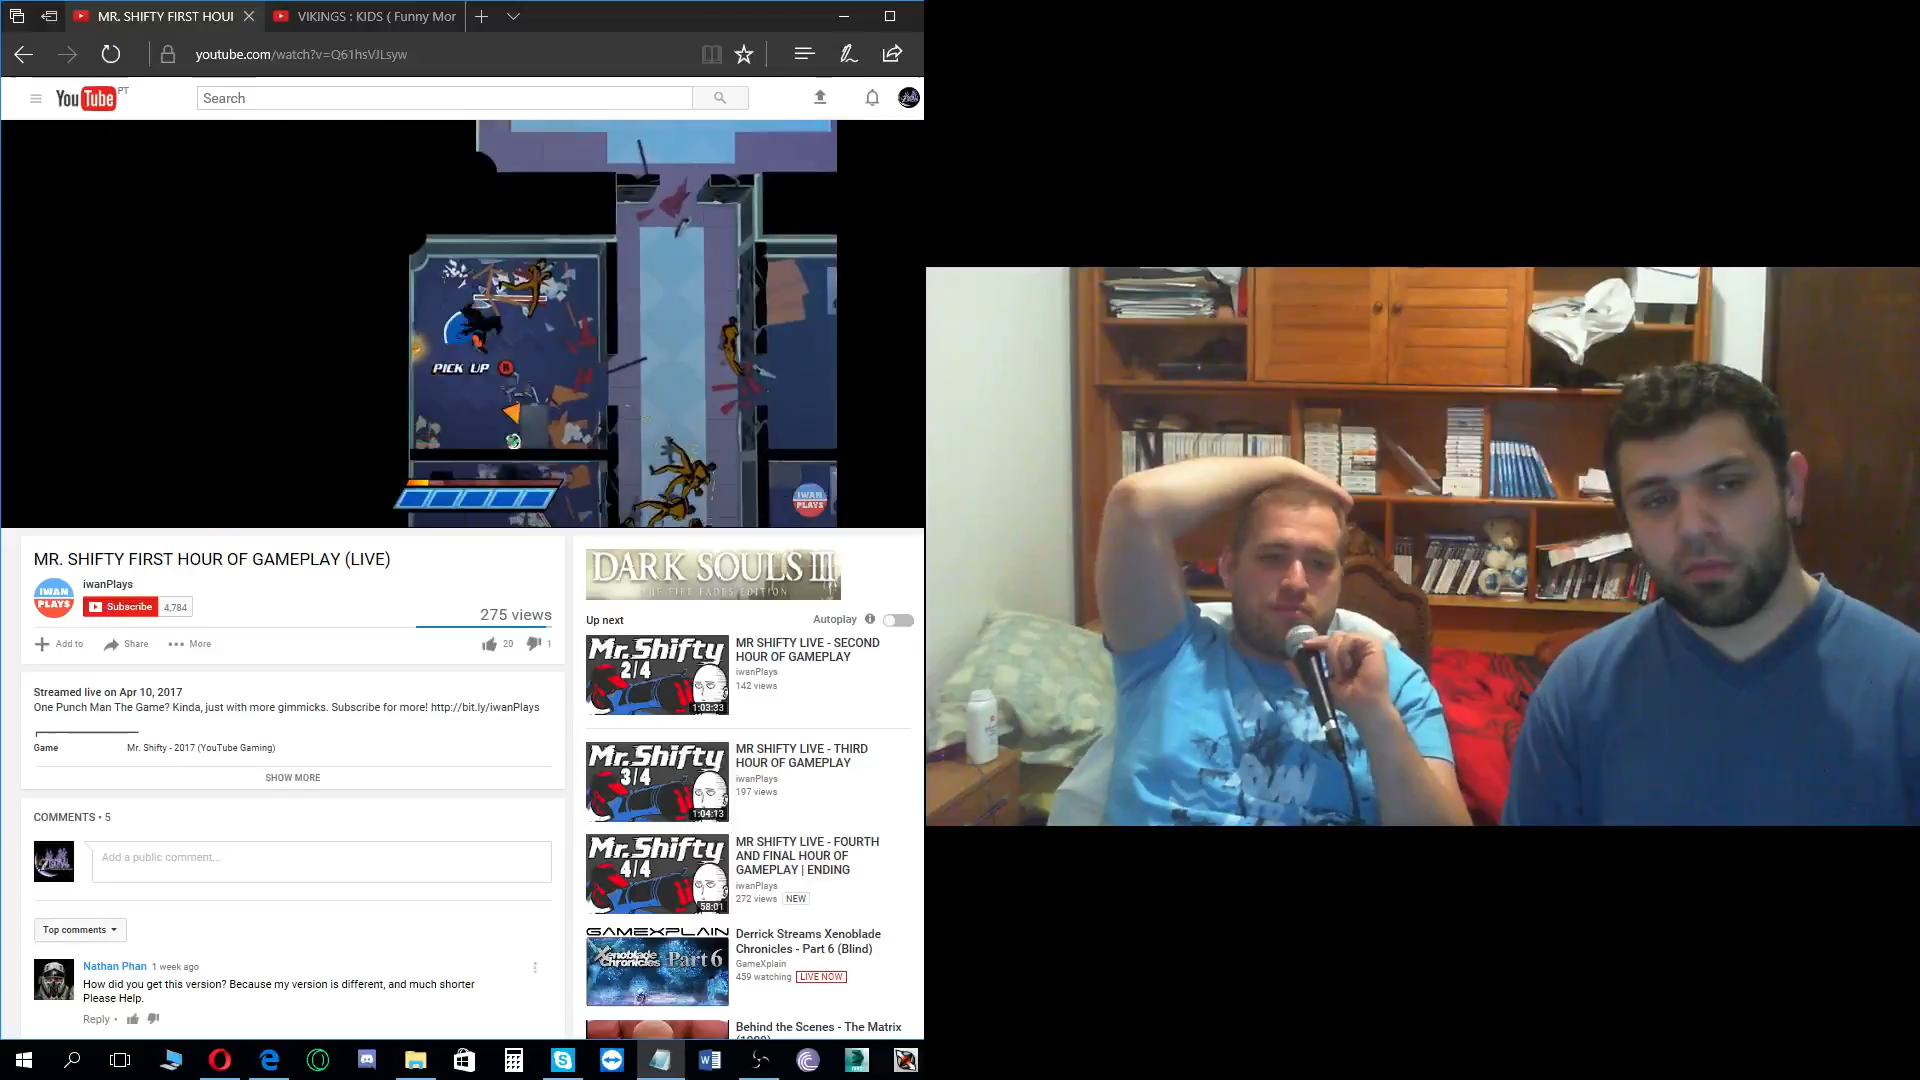 MR. SHIFTY FIRST HOUI
VIKINGS : KIDS ( Funny Mor
youtube.com/watch?v=Q61hsVJLsyw
YouTube PT
Search
PICK UP B
IWAN PLAYS
MR. SHIFTY FIRST HOUR OF GAMEPLAY (LIVE)
IWAN PLAYS
iwanPlays
Subscribe 4,784
275 views
Add to Share More 20 1
Streamed live on Apr 10, 2017
One Punch Man The Game? Kinda, just with more gimmicks. Subscribe for more! http://bit.ly/iwanPlays
Game Mr. Shifty - 2017 (YouTube Gaming)
SHOW MORE
COMMENTS • 5
Add a public comment...
Top comments
Nathan Phan 1 week ago
How did you get this version? Because my version is different, and much shorter
Please Help.
Reply •
DARK SOULS III
THE FIRE FADES EDITION
Up next Autoplay
Mr.Shifty
2/4
1:03:33
MR SHIFTY LIVE - SECOND
HOUR OF GAMEPLAY
iwanPlays
142 views
Mr.Shifty
3/4
1:04:13
MR SHIFTY LIVE - THIRD
HOUR OF GAMEPLAY
iwanPlays
197 views
Mr.Shifty
4/4
58:01
MR SHIFTY LIVE - FOURTH
AND FINAL HOUR OF
GAMEPLAY | ENDING
iwanPlays
272 views NEW
GAMEXPLAIN
Xenoblade
Chronicles Part 6
Derrick Streams Xenoblade
Chronicles - Part 6 (Blind)
GameXplain
459 watching LIVE NOW
Behind the Scenes - The Matrix